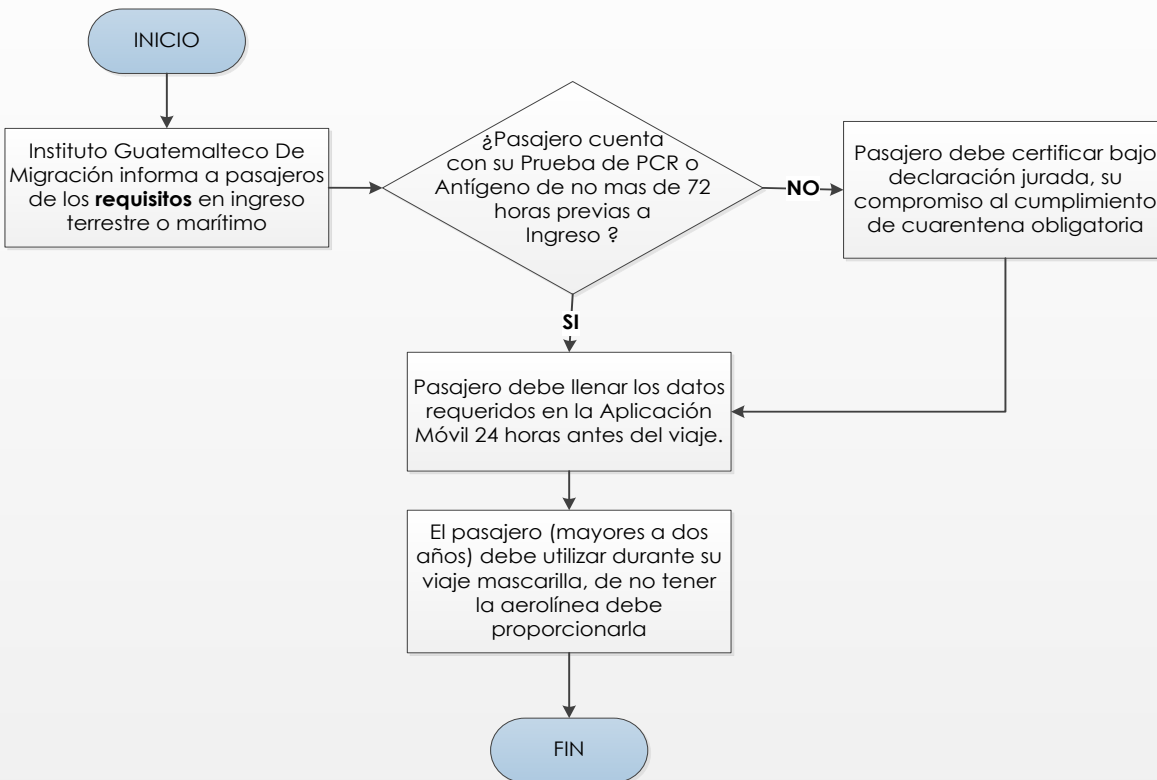 INICIO
Instituto Guatemalteco De
Migración informa a pasajeros
de los requisitos en ingreso
terrestre o marítimo
¿Pasajero cuenta
con su Prueba de PCR o
Antígeno de no mas de 72
horas previas a
Ingreso ?
NO
Pasajero debe certificar bajo
declaración jurada, su
compromiso al cumplimiento
de cuarentena obligatoria
SI
Pasajero debe llenar los datos
requeridos en la Aplicación
Móvil 24 horas antes del viaje.
El pasajero (mayores a dos
años) debe utilizar durante su
viaje mascarilla, de no tener
la aerolínea debe
proporcionarla
FIN